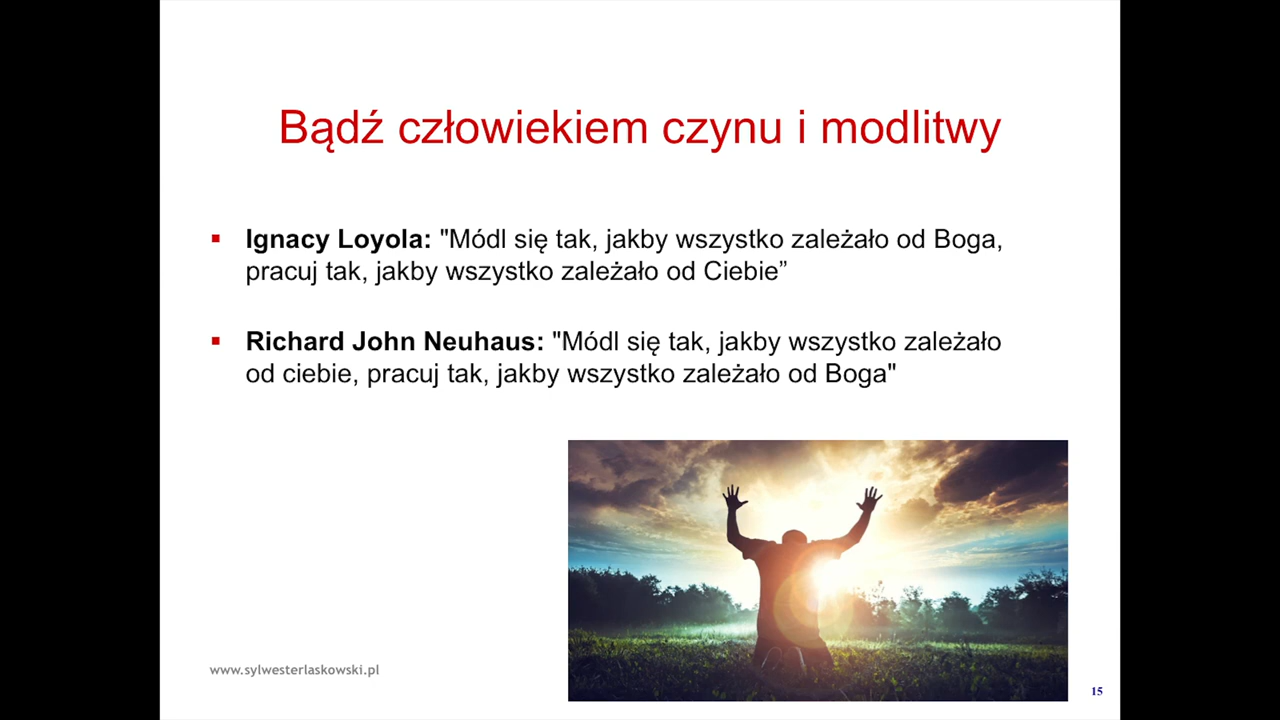 Bądź człowiekiem czynu i modlitwy
▪ Ignacy Loyola: "Módl się tak, jakby wszystko zależało od Boga,
pracuj tak, jakby wszystko zależało od Ciebie”
▪ Richard John Neuhaus: "Módl się tak, jakby wszystko zależało
od ciebie, pracuj tak, jakby wszystko zależało od Boga"
www.sylwesterlaskowski.pl
15